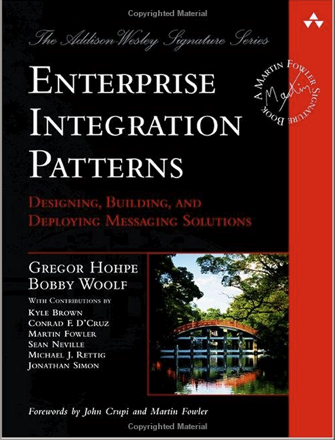 Copyrighted Material
The Addison-Wesley Signature Series
ENTERPRISE
INTEGRATION
PATTERNS
A MARTIN FOWLER SIGNATURE BOOK
Martin
DESIGNING, BUILDING, AND
DEPLOYING MESSAGING SOLUTIONS
GREGOR HOHPE
BOBBY WOOLF
WITH CONTRIBUTIONS BY
KYLE BROWN
CONRAD F. D'CRUZ
MARTIN FOWLER
SEAN NEVILLE
MICHAEL J. RETTIG
JONATHAN SIMON
Forewords by John Crupi and Martin Fowler
Copyrighted Material